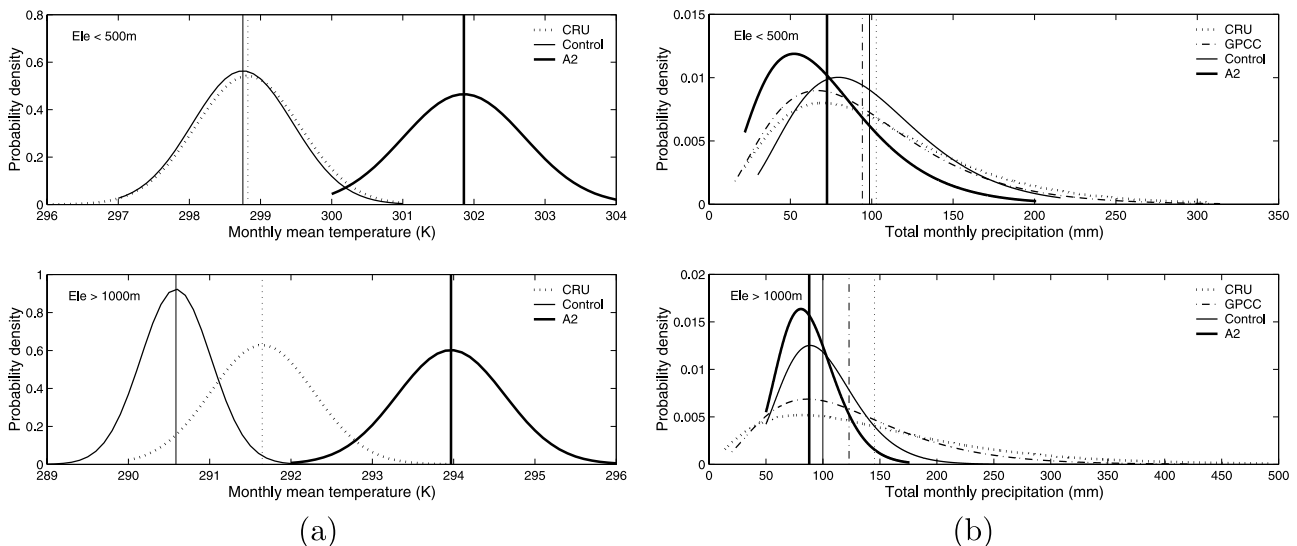 Probability density
0.8
0.6
0.4
0.2
0
Ele < 500m
CRU
Control
A2
296 297 298 299 300 301 302 303 304
Monthly mean temperature (K)
Probability density
1
0.8
0.6
0.4
0.2
0
Ele > 1000m
CRU
Control
A2
289 290 291 292 293 294 295 296
Monthly mean temperature (K)
(a)
Probability density
0.015
0.01
0.005
0
Ele < 500m
CRU
GPCC
Control
A2
0 50 100 150 200 250 300 350
Total monthly precipitation (mm)
Probability density
0.02
0.015
0.01
0.005
0
Ele > 1000m
CRU
GPCC
Control
A2
0 50 100 150 200 250 300 350 400 450 500
Total monthly precipitation (mm)
(b)